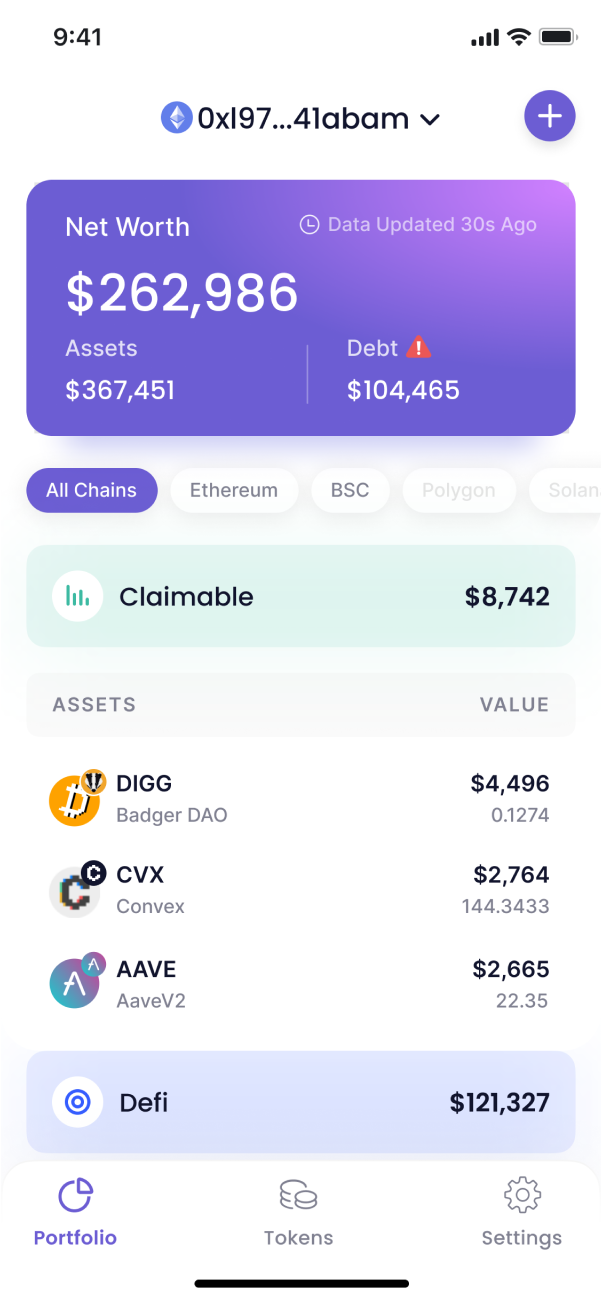 9:41
0xl97...41abam
Net Worth
Data Updated 30s Ago
$262,986
Assets
Debt
$367,451
$104,465
All Chains
Ethereum
BSC
Polygon
Solan
Claimable
$8,742
ASSETS
VALUE
DIGG
$4,496
Badger DAO
0.1274
CVX
$2,764
Convex
144.3433
AAVE
$2,665
AaveV2
22.35
Defi
$121,327
Portfolio
Tokens
Settings